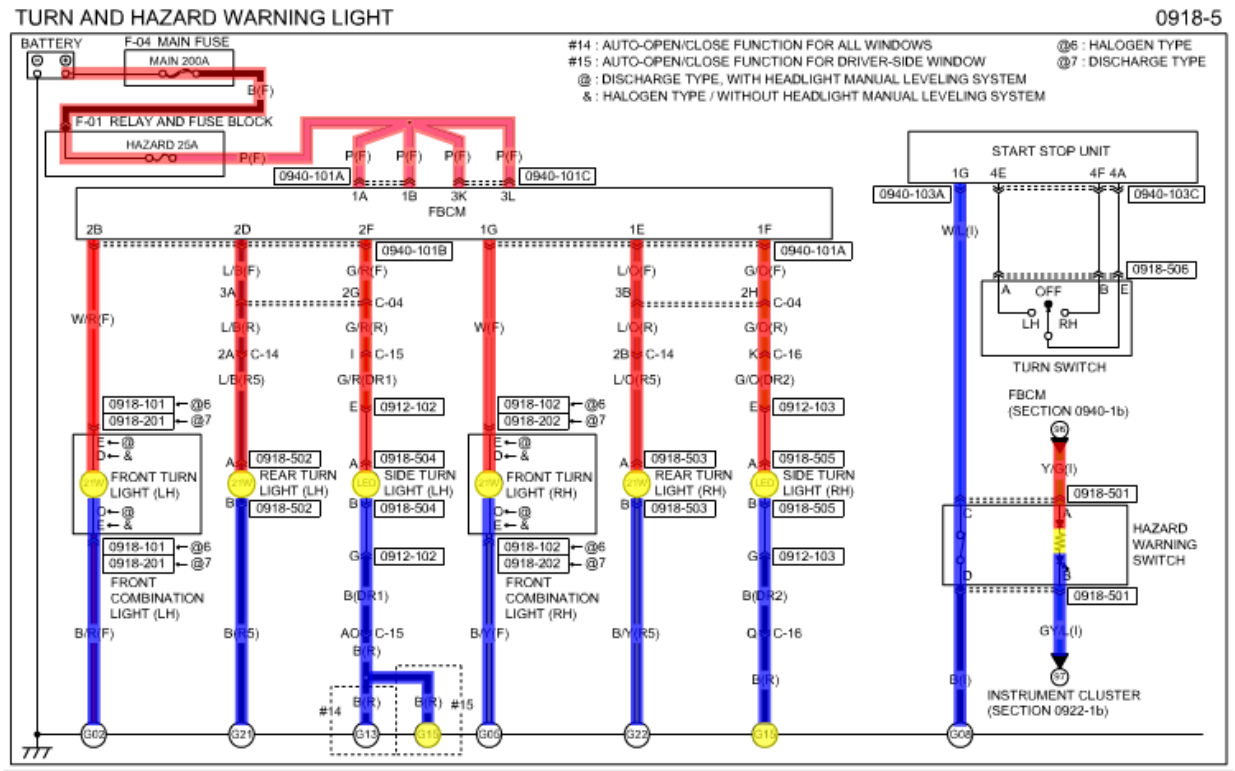 TURN AND HAZARD WARNING LIGHT
0918-5
BATTERY
F-04 MAIN FUSE
MAIN 200A
B(F)
#14 : AUTO-OPEN/CLOSE FUNCTION FOR ALL WINDOWS
#15 : AUTO-OPEN/CLOSE FUNCTION FOR DRIVER-SIDE WINDOW
@ : DISCHARGE TYPE, WITH HEADLIGHT MANUAL LEVELING SYSTEM
& : HALOGEN TYPE / WITHOUT HEADLIGHT MANUAL LEVELING SYSTEM
@6 : HALOGEN TYPE
@7 : DISCHARGE TYPE
F-01 RELAY AND FUSE BLOCK
HAZARD 25A
P(F)
P(F) P(F) P(F) P(F)
0940-101A
0940-101C
1A 1B 3K 3L
FBCM
2B 2D 2F 1G 1E 1F
0940-101B
0940-101A
START STOP UNIT
1G 4E 4F 4A
0940-103A
0940-103C
W/L(I)
0918-506
A OFF B E
LH RH
TURN SWITCH
L/B(F) G/R(F) L/O(F) G/O(F)
3A 2G C-04 3B 2H C-04
W/R(F) L/B(R) G/R(R) W(F) L/O(R) G/O(R)
2A C-14 I C-15 2B C-14 K C-16
L/B(R5) G/R(DR1) L/O(R5) G/O(DR2)
FBCM
(SECTION 0940-1b)
96
Y/G(I)
0918-101 @6
0918-201 @7
E 0912-102
0918-102 @6
0918-202 @7
E 0912-103
E @
D &
E @
D &
A 0918-502
A 0918-504
A 0918-503
A 0918-505
21W FRONT TURN
LIGHT (LH)
21W REAR TURN
LIGHT (LH)
LED SIDE TURN
LIGHT (LH)
21W FRONT TURN
LIGHT (RH)
21W REAR TURN
LIGHT (RH)
LED SIDE TURN
LIGHT (RH)
B 0918-502
B 0918-504
B 0918-503
B 0918-505
D @
E &
D @
E &
0918-501
C A
HAZARD
WARNING
SWITCH
D B
0918-501
0918-101 @6
0918-201 @7
G 0912-102
0918-102 @6
0918-202 @7
G 0912-103
FRONT
COMBINATION
LIGHT (LH)
FRONT
COMBINATION
LIGHT (RH)
B(DR1) B(DR2)
B/R(F) B(R5) AO C-15 B/Y(F) B/Y(R5) Q C-16
GY/L(I)
B(R) B(R) B(I)
97
INSTRUMENT CLUSTER
(SECTION 0922-1b)
#14 B(R) B(R) #15
G02 G21 G13 G15 G05 G22 G15 G08